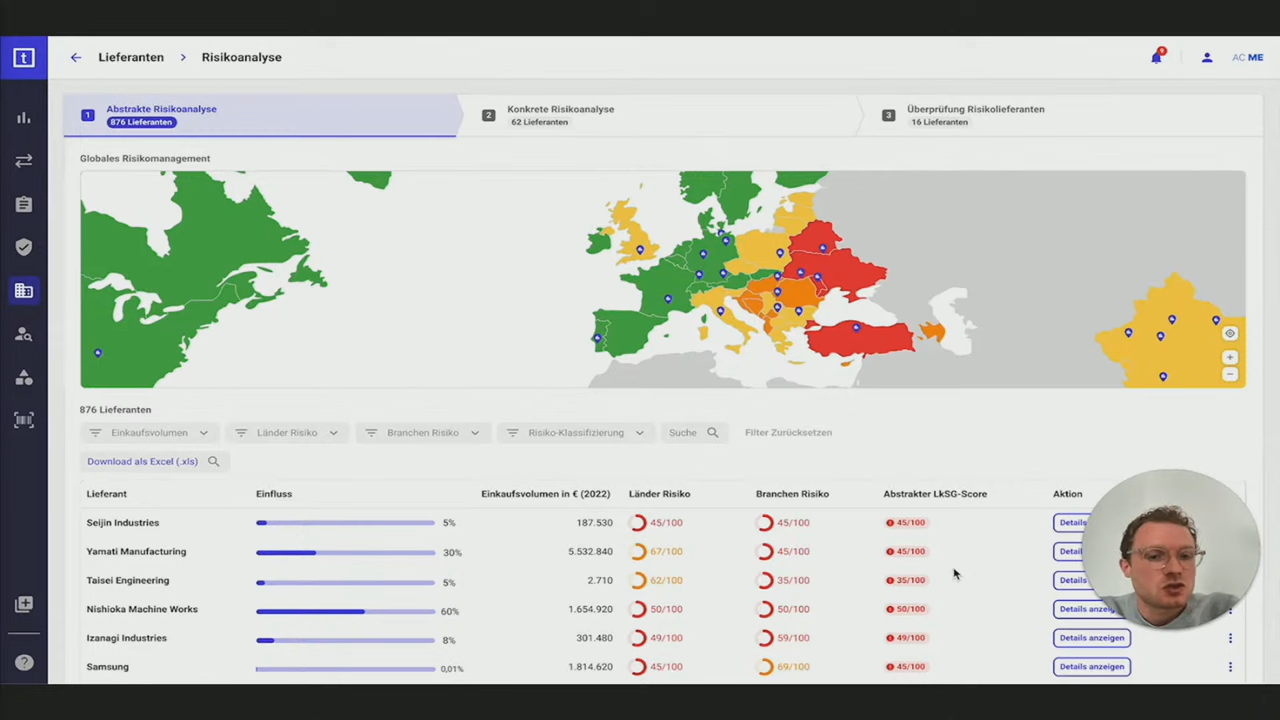 t
Lieferanten > Risikoanalyse
9
AC ME
1 Abstrakte Risikoanalyse
876 Lieferanten
2 Konkrete Risikoanalyse
62 Lieferanten
3 Überprüfung Risikolieferanten
16 Lieferanten
Globales Risikomanagement
+
−
876 Lieferanten
Einkaufsvolumen Länder Risiko Branchen Risiko Risiko-Klassifizierung Suche Filter Zurücksetzen
Download als Excel (.xls)
Lieferant Einfluss Einkaufsvolumen in € (2022) Länder Risiko Branchen Risiko Abstrakter LkSG-Score Aktion
Seijin Industries 5% 187.530 45/100 45/100 45/100
Yamati Manufacturing 30% 5.532.840 67/100 45/100 45/100
Taisei Engineering 5% 2.710 62/100 35/100 35/100
Nishioka Machine Works 60% 1.654.920 50/100 50/100 50/100 Details
Izanagi Industries 8% 301.480 49/100 59/100 49/100 Details anzeigen
Samsung 0,01% 1.814.620 45/100 69/100 45/100 Details anzeigen
?